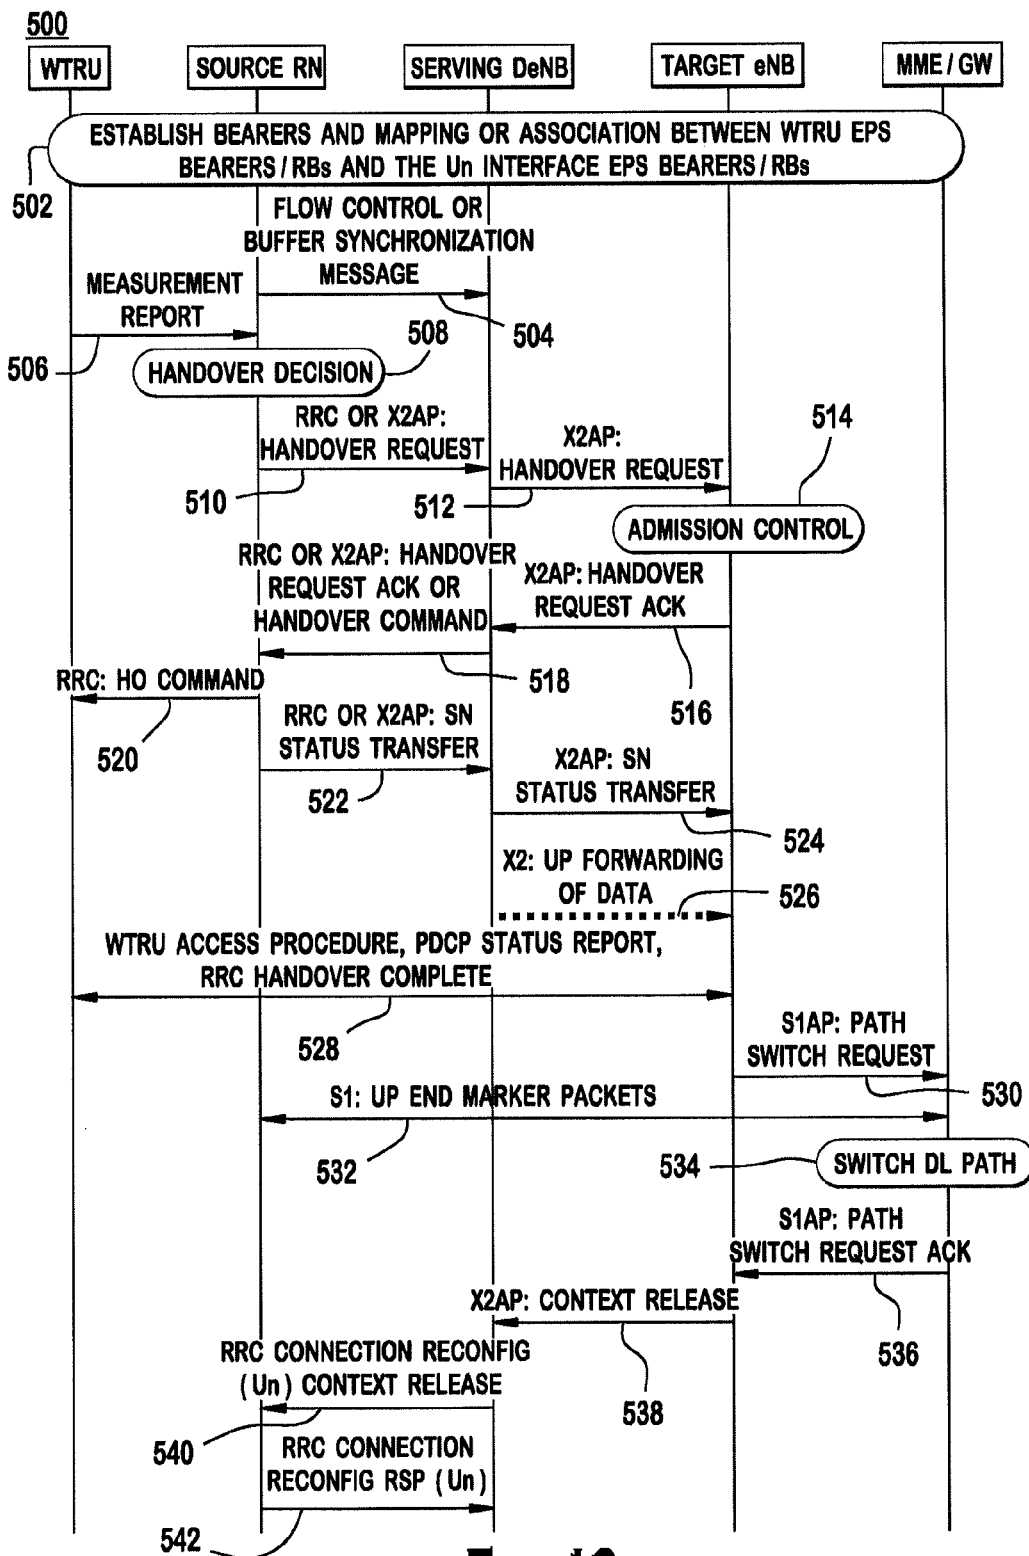 500
WTRU
SOURCE RN
SERVING DeNB
TARGET eNB
MME / GW
ESTABLISH BEARERS AND MAPPING OR ASSOCIATION BETWEEN WTRU EPS
BEARERS / RBs AND THE Un INTERFACE EPS BEARERS / RBs
502
FLOW CONTROL OR
BUFFER SYNCHRONIZATION
MESSAGE
504
MEASUREMENT
REPORT
506
HANDOVER DECISION
508
RRC OR X2AP:
HANDOVER REQUEST
510
X2AP:
HANDOVER REQUEST
512
514
ADMISSION CONTROL
RRC OR X2AP: HANDOVER
REQUEST ACK OR
HANDOVER COMMAND
518
X2AP: HANDOVER
REQUEST ACK
516
RRC: HO COMMAND
520
RRC OR X2AP: SN
STATUS TRANSFER
522
X2AP: SN
STATUS TRANSFER
524
X2: UP FORWARDING
OF DATA
526
WTRU ACCESS PROCEDURE, PDCP STATUS REPORT,
RRC HANDOVER COMPLETE
528
S1AP: PATH
SWITCH REQUEST
530
S1: UP END MARKER PACKETS
532
534
SWITCH DL PATH
S1AP: PATH
SWITCH REQUEST ACK
536
X2AP: CONTEXT RELEASE
538
RRC CONNECTION RECONFIG
( Un ) CONTEXT RELEASE
540
RRC CONNECTION
RECONFIG RSP ( Un )
542